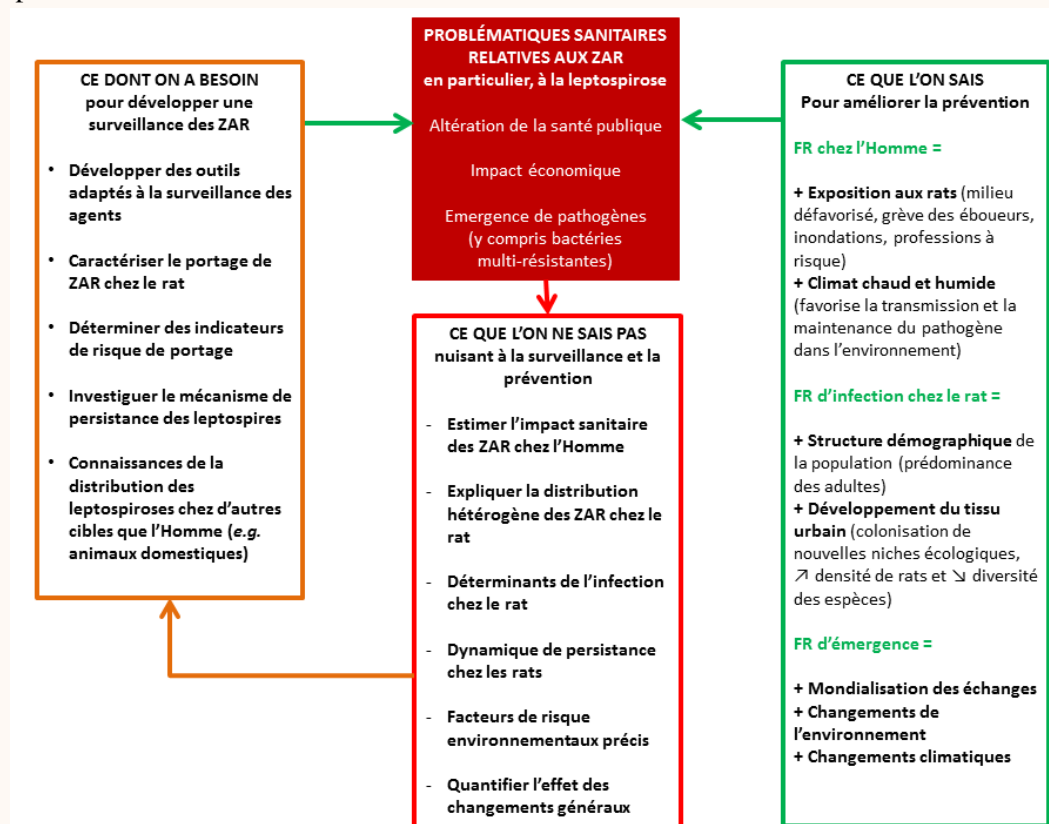 PROBLÉMATIQUES SANITAIRES
RELATIVES AUX ZAR
en particulier, à la leptospirose
Altération de la santé publique
Impact économique
Emergence de pathogènes
(y compris bactéries
multi-résistantes)
CE DONT ON A BESOIN
pour développer une
surveillance des ZAR
• Développer des outils
adaptés à la surveillance des
agents
• Caractériser le portage de
ZAR chez le rat
• Déterminer des indicateurs
de risque de portage
• Investiguer le mécanisme de
persistance des leptospires
• Connaissances de la
distribution des
leptospiroses chez d'autres
cibles que l'Homme (e.g.
animaux domestiques)
CE QUE L'ON NE SAIS PAS
nuisant à la surveillance et la
prévention
- Estimer l'impact sanitaire
des ZAR chez l'Homme
- Expliquer la distribution
hétérogène des ZAR chez le
rat
- Déterminants de l'infection
chez le rat
- Dynamique de persistance
chez les rats
- Facteurs de risque
environnementaux précis
- Quantifier l'effet des
changements généraux
CE QUE L'ON SAIS
Pour améliorer la prévention
FR chez l'Homme =
+ Exposition aux rats (milieu
défavorisé, grève des éboueurs,
inondations, professions à
risque)
+ Climat chaud et humide
(favorise la transmission et la
maintenance du pathogène
dans l'environnement)
FR d'infection chez le rat =
+ Structure démographique de
la population (prédominance
des adultes)
+ Développement du tissu
urbain (colonisation de
nouvelles niches écologiques,
↗ densité de rats et ↘ diversité
des espèces)
FR d'émergence =
+ Mondialisation des échanges
+ Changements de
l'environnement
+ Changements climatiques